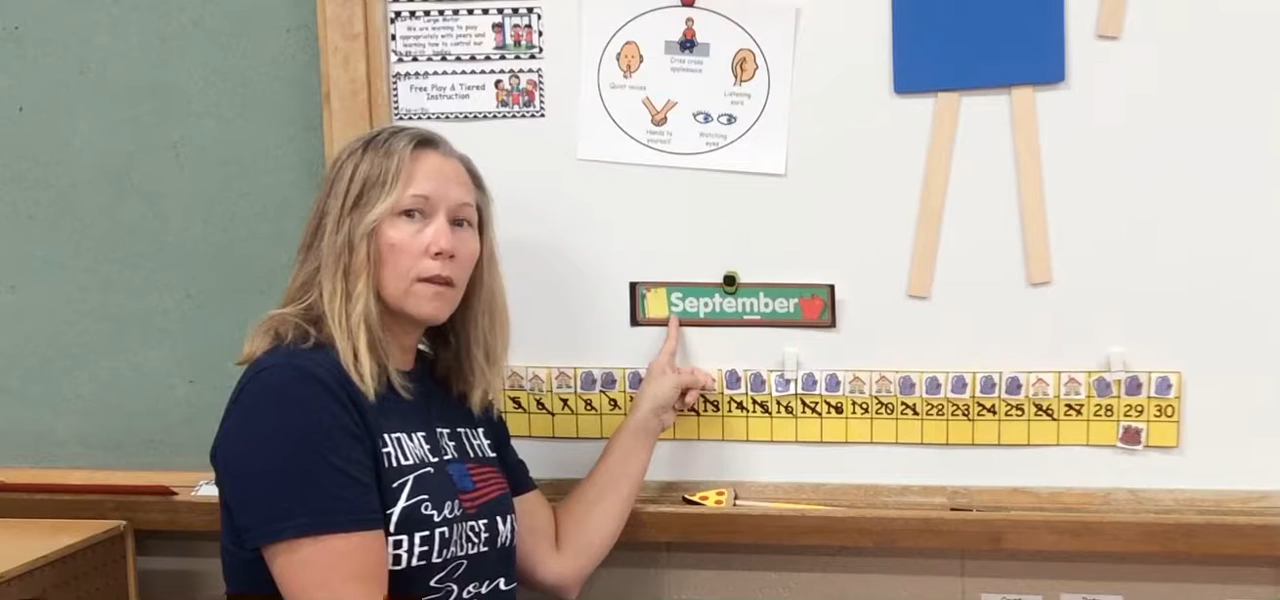 Large Motor
We are learning to play
appropriately with peers and
learning how to control our
bodies
Free Play & Tiered
Instruction
Criss cross
applesauce
Quiet voices
Listening
ears
Hands to
yourself
Watching
eyes
September
5 6 7 8 9 13 14 15 16 17 18 19 20 21 22 23 24 25 26 27 28 29 30
HOME OF THE
Free
BECAUSE MY
Son